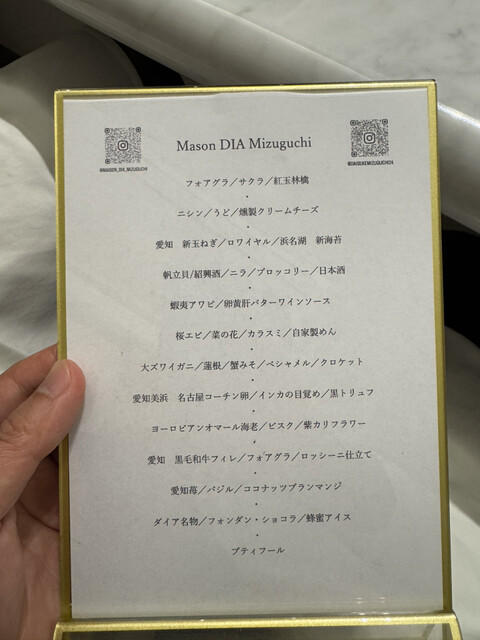 Mason DIA Mizuguchi
@MASON_DIA_MIZUGUCHI
フォアグラ／サクラ／紅玉林檎
ニシン／うど／燻製クリームチーズ
愛知　新玉ねぎ／ロワイヤル／浜名湖　新海苔
帆立貝/紹興酒／ニラ／ブロッコリー／日本酒
蝦夷アワビ／卵黄肝バターワインソース
桜エビ／菜の花／カラスミ／自家製めん
大ズワイガニ／蓮根／蟹みそ／ベシャメル／クロケット
愛知美浜　名古屋コーチン卵／インカの目覚め／黒トリュフ
ヨーロピアンオマール海老／ビスク／紫カリフラワー
愛知　黒毛和牛フィレ／フォアグラ／ロッシーニ仕立て
愛知苺／バジル／ココナッツブランマンジ
ダイア名物／フォンダン・ショコラ／蜂蜜アイス
プティフール